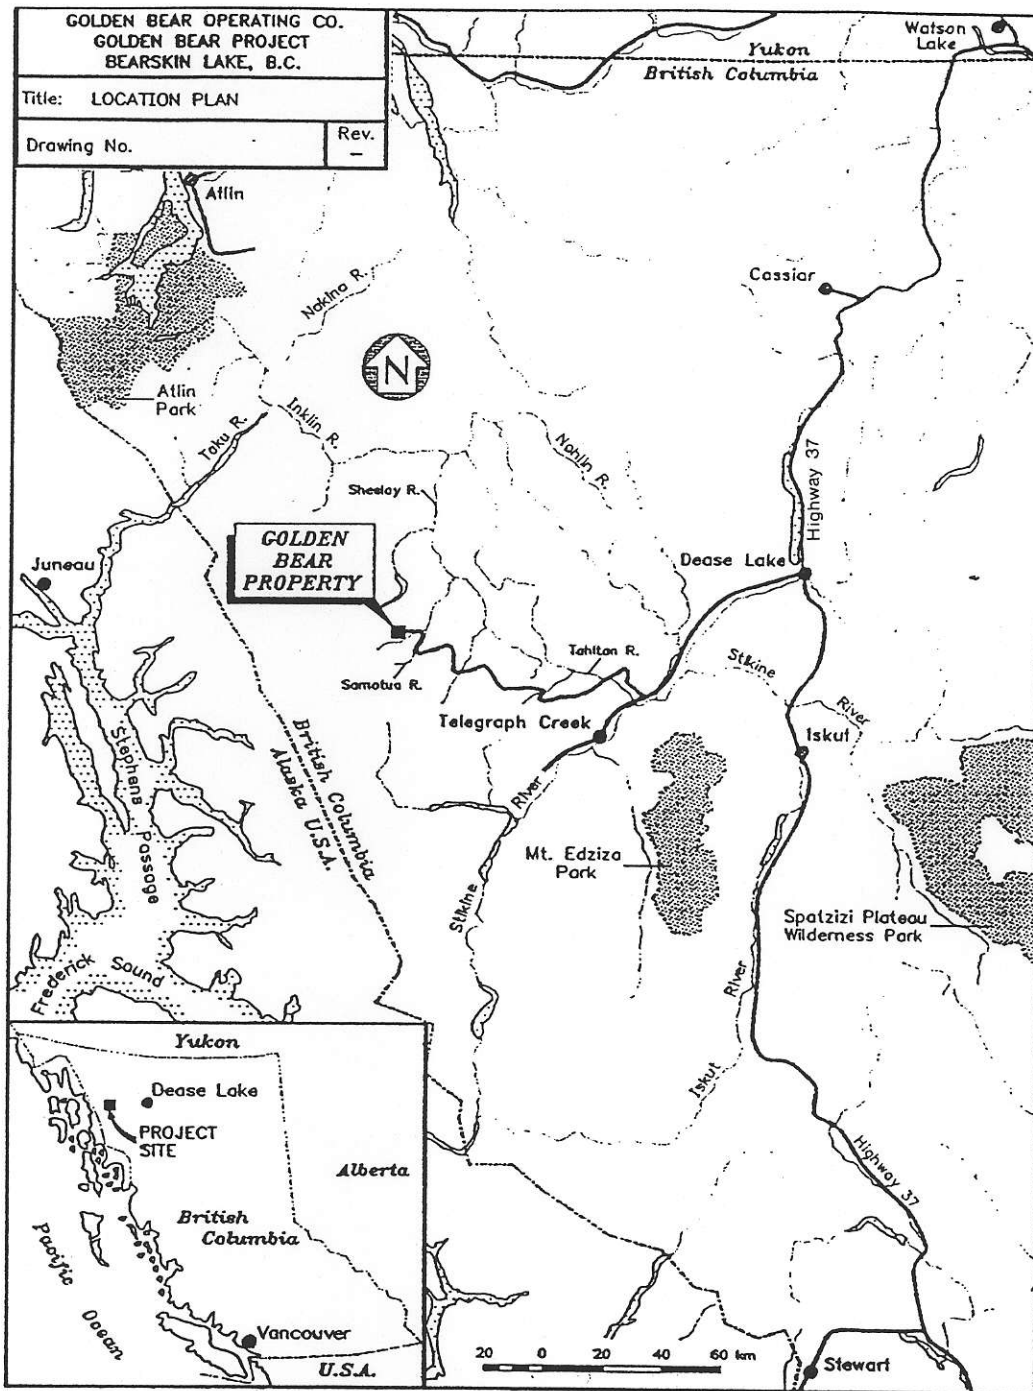 GOLDEN BEAR OPERATING CO.
GOLDEN BEAR PROJECT
BEARSKIN LAKE, B.C.
Title: LOCATION PLAN
Drawing No.
Rev.
–
Watson
Lake
Yukon
British Columbia
Atlin
Cassiar
Nakina R.
N
Atlin
Park
Taku R.
Inklin R.
Nahlin R.
Highway 37
Sheslay R.
GOLDEN
BEAR
PROPERTY
Juneau
Dease Lake
Tahltan R.
Stikine
River
Samotua R.
Telegraph Creek
Iskut
British Columbia
Alaska U.S.A.
Stephens
Passage
River
Stikine
Mt. Edziza
Park
Spatzizi Plateau
Wilderness Park
Frederick Sound
River
Iskut
Highway 37
Yukon
Dease Lake
PROJECT
SITE
Alberta
British
Columbia
Pacific
Ocean
Vancouver
U.S.A.
20 0 20 40 60 km
Stewart